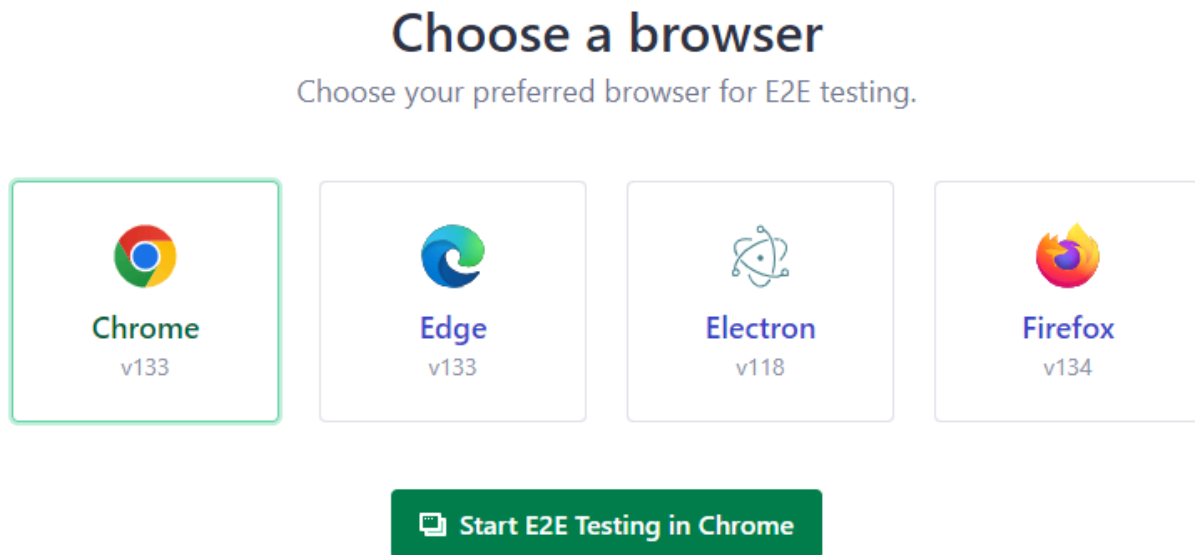 Choose a browser
Choose your preferred browser for E2E testing.
Chrome
v133
Edge
v133
Electron
v118
Firefox
v134
Start E2E Testing in Chrome